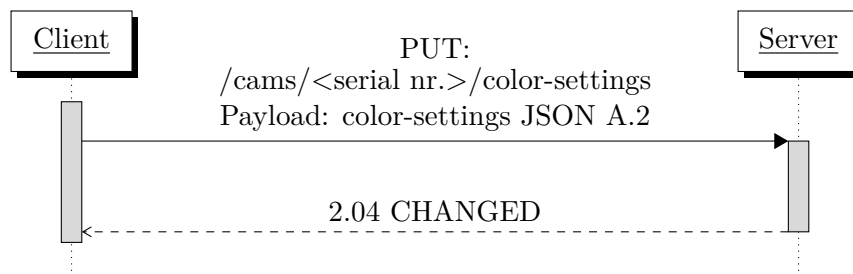 Client
Server
PUT:
/cams/<serial nr.>/color-settings
Payload: color-settings JSON A.2
2.04 CHANGED